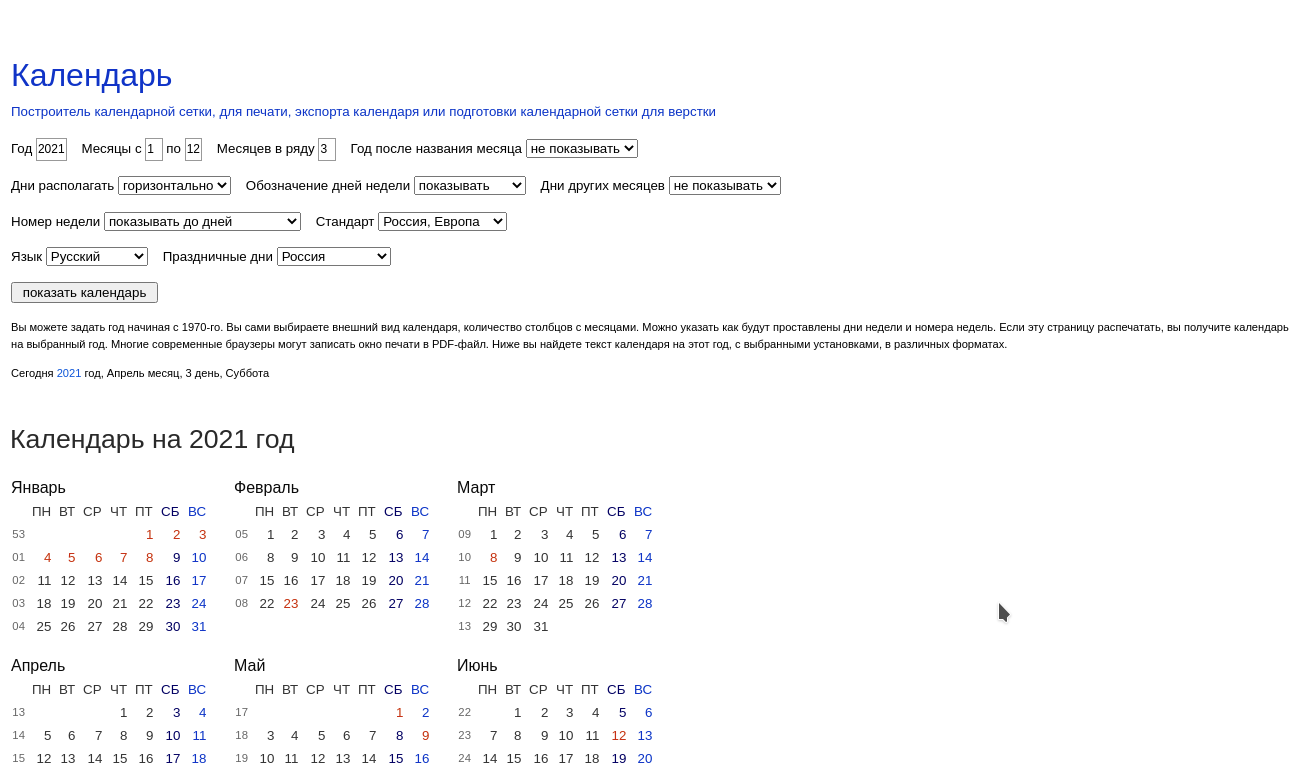 Календарь
Построитель календарной сетки, для печати, экспорта календаря или подготовки календарной сетки для верстки
Год 2021 Месяцы с 1 по 12 Месяцев в ряду 3 Год после названия месяца не показывать
Дни располагать горизонтально Обозначение дней недели показывать Дни других месяцев не показывать
Номер недели показывать до дней Стандарт Россия, Европа
Язык Русский Праздничные дни Россия
показать календарь
Вы можете задать год начиная с 1970-го. Вы сами выбираете внешний вид календаря, количество столбцов с месяцами. Можно указать как будут проставлены дни недели и номера недель. Если эту страницу распечатать, вы получите календарь
на выбранный год. Многие современные браузеры могут записать окно печати в PDF-файл. Ниже вы найдете текст календаря на этот год, с выбранными установками, в различных форматах.
Сегодня 2021 год, Апрель месяц, 3 день, Суббота
Календарь на 2021 год
Январь Февраль Март
ПН ВТ СР ЧТ ПТ СБ ВС ПН ВТ СР ЧТ ПТ СБ ВС ПН ВТ СР ЧТ ПТ СБ ВС
53 1 2 3 05 1 2 3 4 5 6 7 09 1 2 3 4 5 6 7
01 4 5 6 7 8 9 10 06 8 9 10 11 12 13 14 10 8 9 10 11 12 13 14
02 11 12 13 14 15 16 17 07 15 16 17 18 19 20 21 11 15 16 17 18 19 20 21
03 18 19 20 21 22 23 24 08 22 23 24 25 26 27 28 12 22 23 24 25 26 27 28
04 25 26 27 28 29 30 31 13 29 30 31
Апрель Май Июнь
ПН ВТ СР ЧТ ПТ СБ ВС ПН ВТ СР ЧТ ПТ СБ ВС ПН ВТ СР ЧТ ПТ СБ ВС
13 1 2 3 4 17 1 2 22 1 2 3 4 5 6
14 5 6 7 8 9 10 11 18 3 4 5 6 7 8 9 23 7 8 9 10 11 12 13
15 12 13 14 15 16 17 18 19 10 11 12 13 14 15 16 24 14 15 16 17 18 19 20